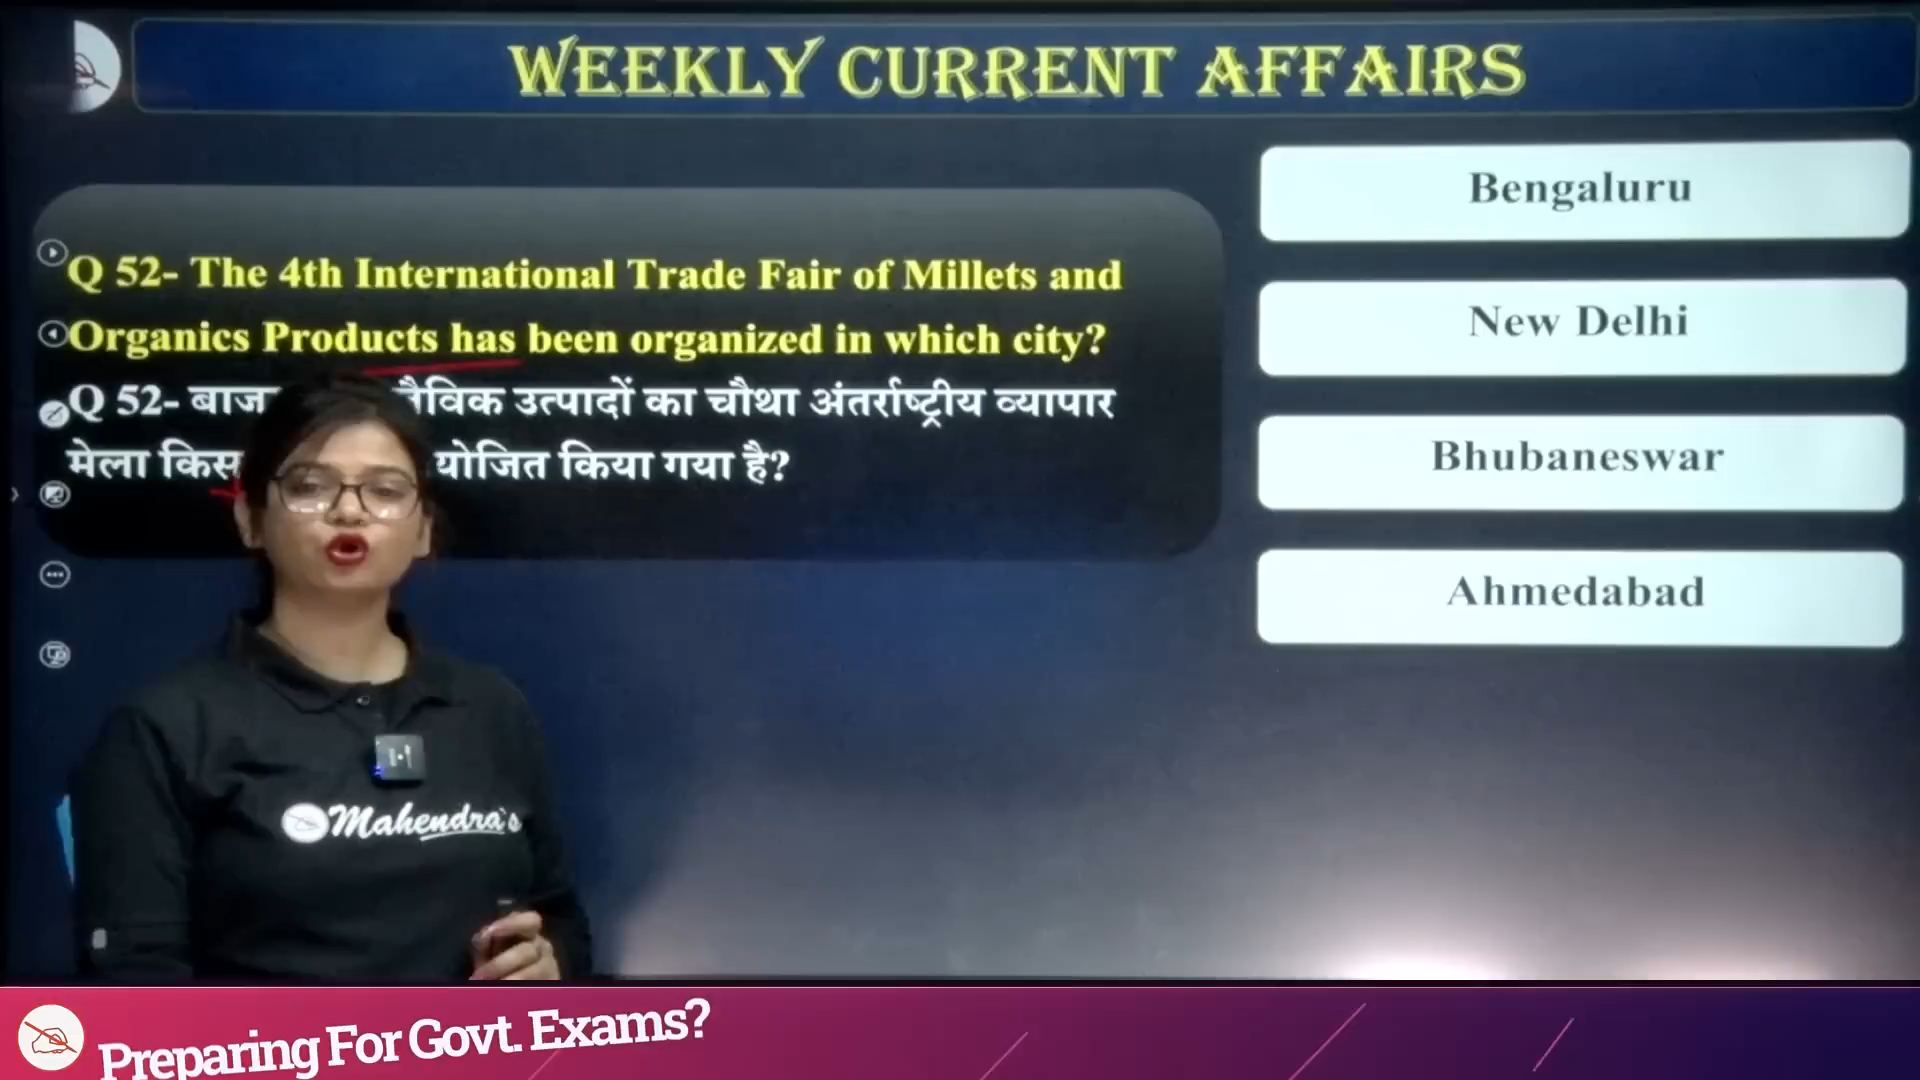 WEEKLY CURRENT AFFAIRS
Q 52- The 4th International Trade Fair of Millets and
Organics Products has been organized in which city?
Q 52- जैविक उत्पादों का चौथा अंतर्राष्ट्रीय व्यापार
मेला किस योजित किया गया है?
Bengaluru
New Delhi
Bhubaneswar
Ahmedabad
Mahendra's
Preparing For Govt. Exams?